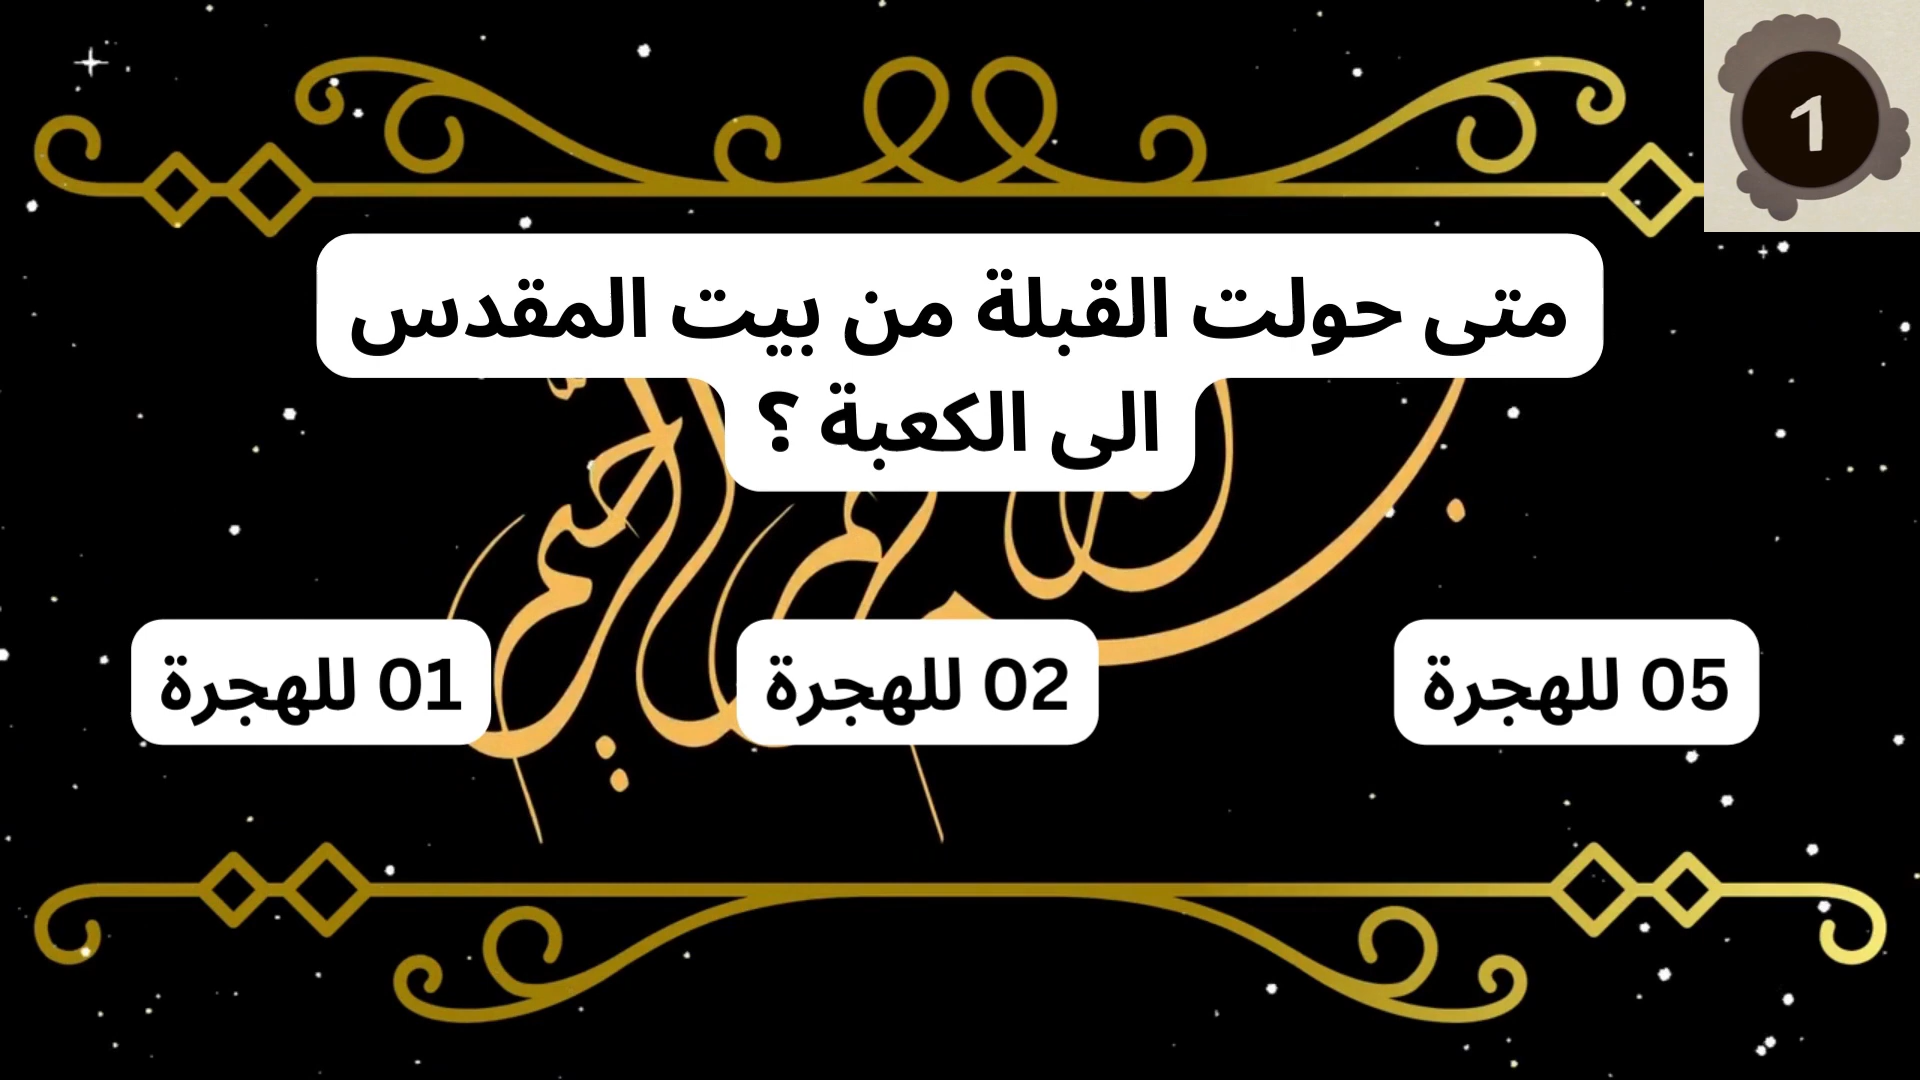 1
متى حولت القبلة من بيت المقدس
الى الكعبة ؟
05 للهجرة
02 للهجرة
01 للهجرة